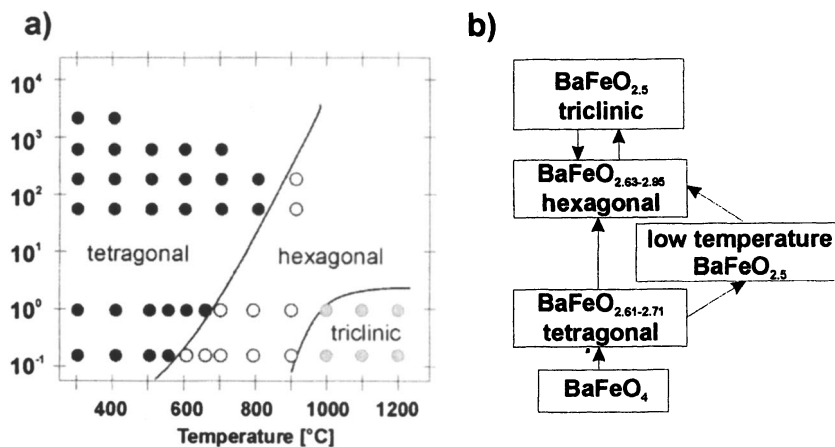 a)
10⁴
10³
10²
10¹
10⁰
10⁻¹
tetragonal
hexagonal
triclinic
400 600 800 1000 1200
Temperature [°C]
b)
BaFeO₂.₅
triclinic
BaFeO₂.₆₃₋₂.₈₅
hexagonal
low temperature
BaFeO₂.₅
BaFeO₂.₆₁₋₂.₇₁
tetragonal
BaFeO₄